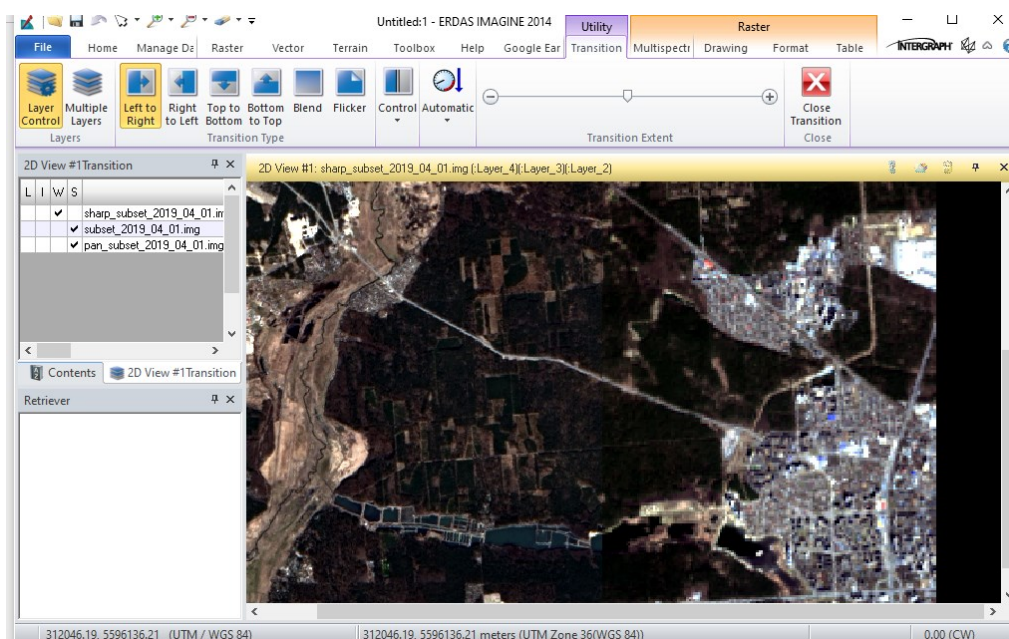 Untitled:1 - ERDAS IMAGINE 2014
Utility
Raster
File Home Manage Da Raster Vector Terrain Toolbox Help Google Ear Transition Multispectr Drawing Format Table INTERGRAPH
Layer Control
Multiple Layers
Left to Right
Right to Left
Top to Bottom
Bottom to Top
Blend
Flicker
Control
Automatic
Close Transition
Layers
Transition Type
Transition Extent
Close
2D View #1Transition
2D View #1: sharp_subset_2019_04_01.img (:Layer_4)(:Layer_3)(:Layer_2)
L I W S
sharp_subset_2019_04_01.im
subset_2019_04_01.img
pan_subset_2019_04_01.img
Contents
2D View #1Transition
Retriever
312046.19, 5596136.21 (UTM / WGS 84)
312046.19, 5596136.21 meters (UTM Zone 36(WGS 84))
0.00 (CW)